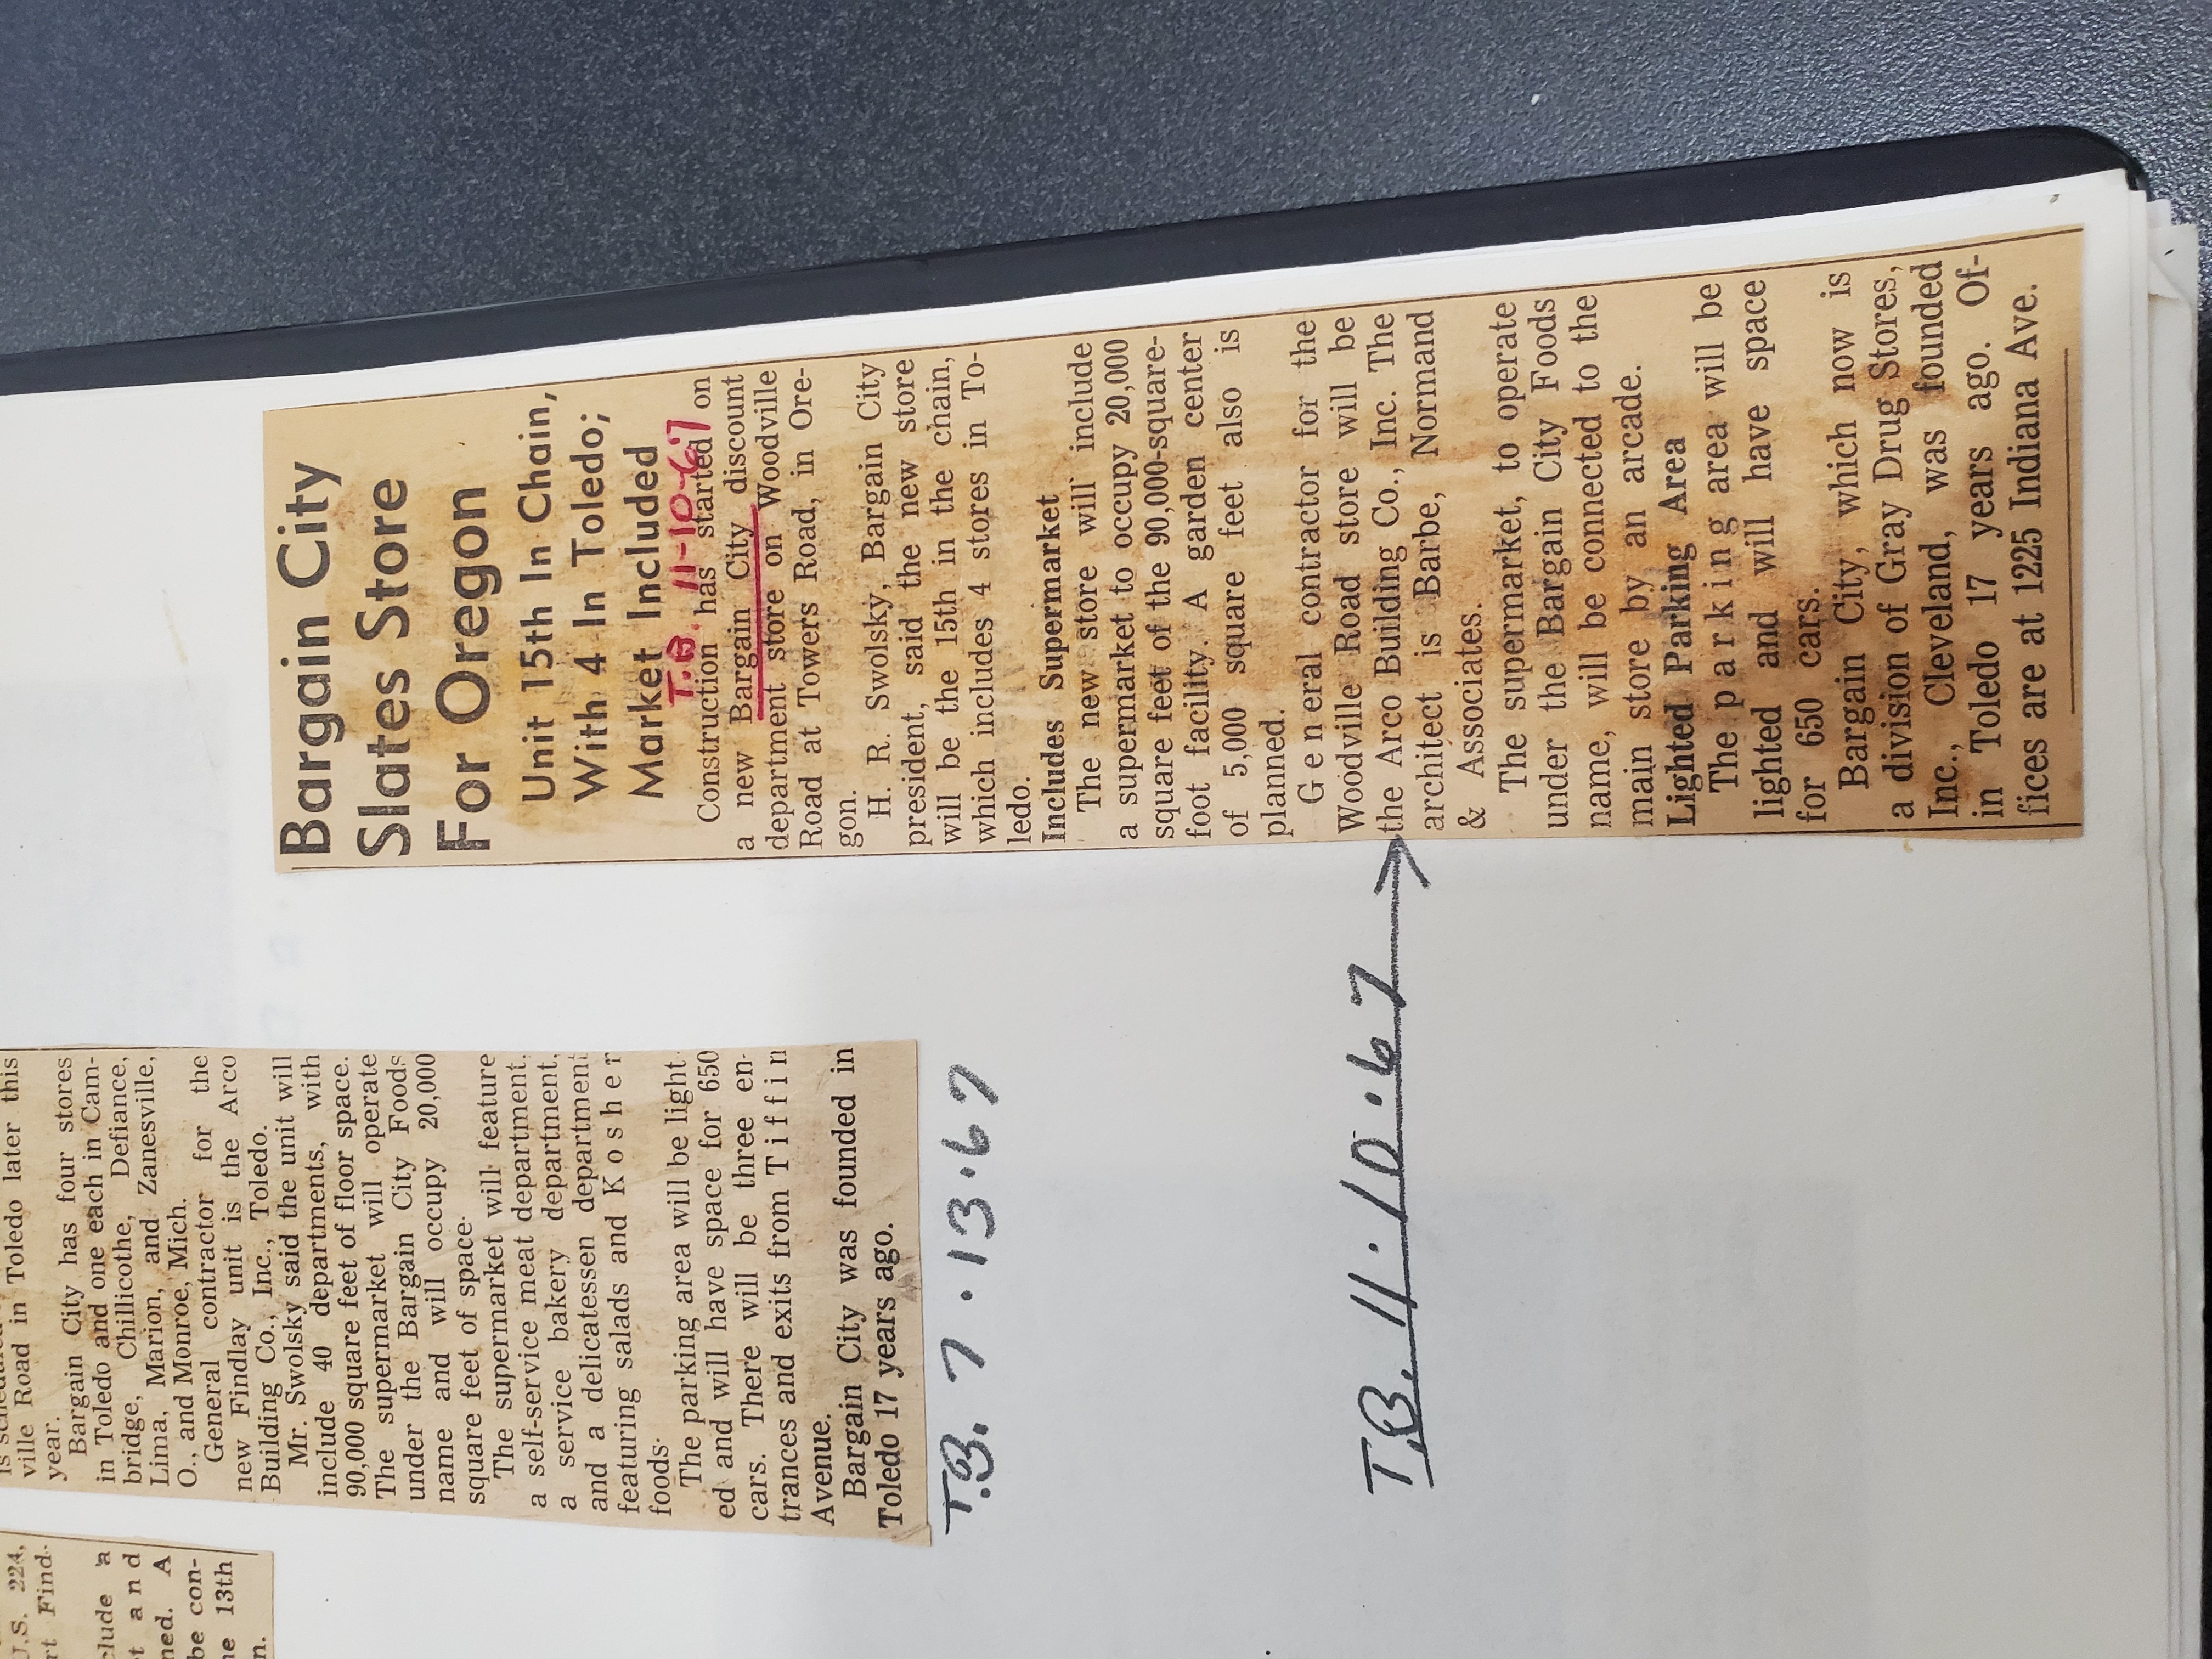 U.S. 224,
rt Find-
clude a
t and
ned. A
be con-
he 13th
n.
ville Road in Toledo later this
year.
Bargain City has four stores
in Toledo and one each in Cam-
bridge, Chillicothe, Defiance,
Lima, Marion, and Zanesville,
O., and Monroe, Mich.
General contractor for the
new Findlay unit is the Arco
Building Co., Inc., Toledo.
Mr. Swolsky said the unit will
include 40 departments, with
90,000 square feet of floor space.
The supermarket will operate
under the Bargain City Foods
name and will occupy 20,000
square feet of space.
The supermarket will feature
a self-service meat department,
a service bakery department,
and a delicatessen department
featuring salads and Kosher
foods.
The parking area will be light
ed and will have space for 650
cars. There will be three en-
trances and exits from Tiffin
Avenue.
Bargain City was founded in
Toledo 17 years ago.
T.B. 7.13.67
Bargain City
Slates Store
For Oregon
Unit 15th In Chain,
With 4 In Toledo;
Market Included
T.B. 11-10-67
Construction has started on
a new Bargain City discount
department store on Woodville
Road at Towers Road, in Ore-
gon.
H. R. Swolsky, Bargain City
president, said the new store
will be the 15th in the chain,
which includes 4 stores in To-
ledo.
Includes Supermarket
The new store will include
a supermarket to occupy 20,000
square feet of the 90,000-square-
foot facility. A garden center
of 5,000 square feet also is
planned.
General contractor for the
Woodville Road store will be
the Arco Building Co., Inc. The
architect is Barbe, Normand
& Associates.
The supermarket, to operate
under the Bargain City Foods
name, will be connected to the
main store by an arcade.
Lighted Parking Area
The parking area will be
lighted and will have space
for 650 cars.
Bargain City, which now is
a division of Gray Drug Stores,
Inc., Cleveland, was founded
in Toledo 17 years ago. Of-
fices are at 1225 Indiana Ave.
T.B. 11.10.67